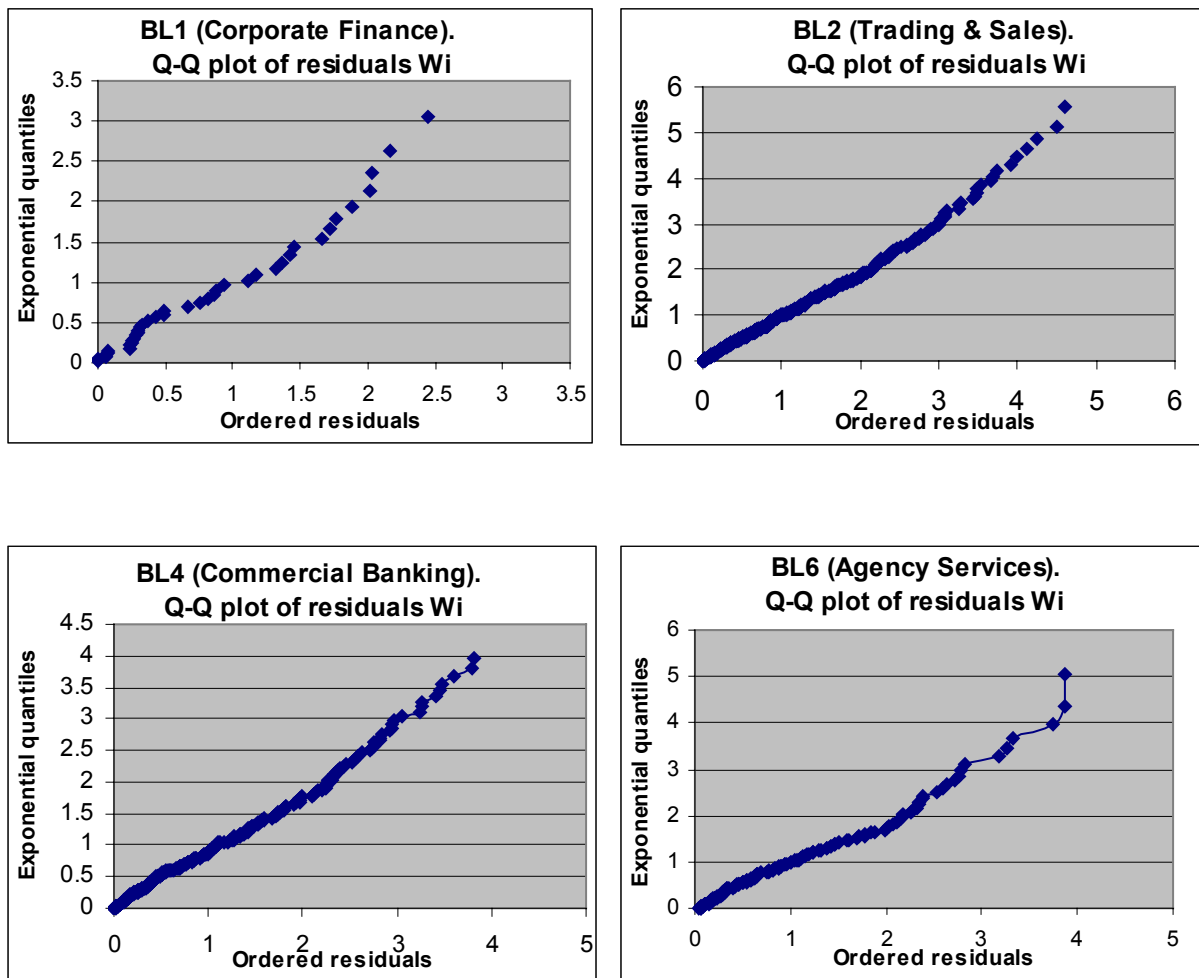 BL1 (Corporate Finance).
Q-Q plot of residuals Wi
Exponential quantiles
3.5
3
2.5
2
1.5
1
0.5
0
0 0.5 1 1.5 2 2.5 3 3.5
Ordered residuals
BL2 (Trading & Sales).
Q-Q plot of residuals Wi
Exponential quantiles
6
5
4
3
2
1
0
0 1 2 3 4 5 6
Ordered residuals
BL4 (Commercial Banking).
Q-Q plot of residuals Wi
Exponential quantiles
4.5
4
3.5
3
2.5
2
1.5
1
0.5
0
0 1 2 3 4 5
Ordered residuals
BL6 (Agency Services).
Q-Q plot of residuals Wi
Exponential quantiles
6
5
4
3
2
1
0
0 1 2 3 4 5
Ordered residuals